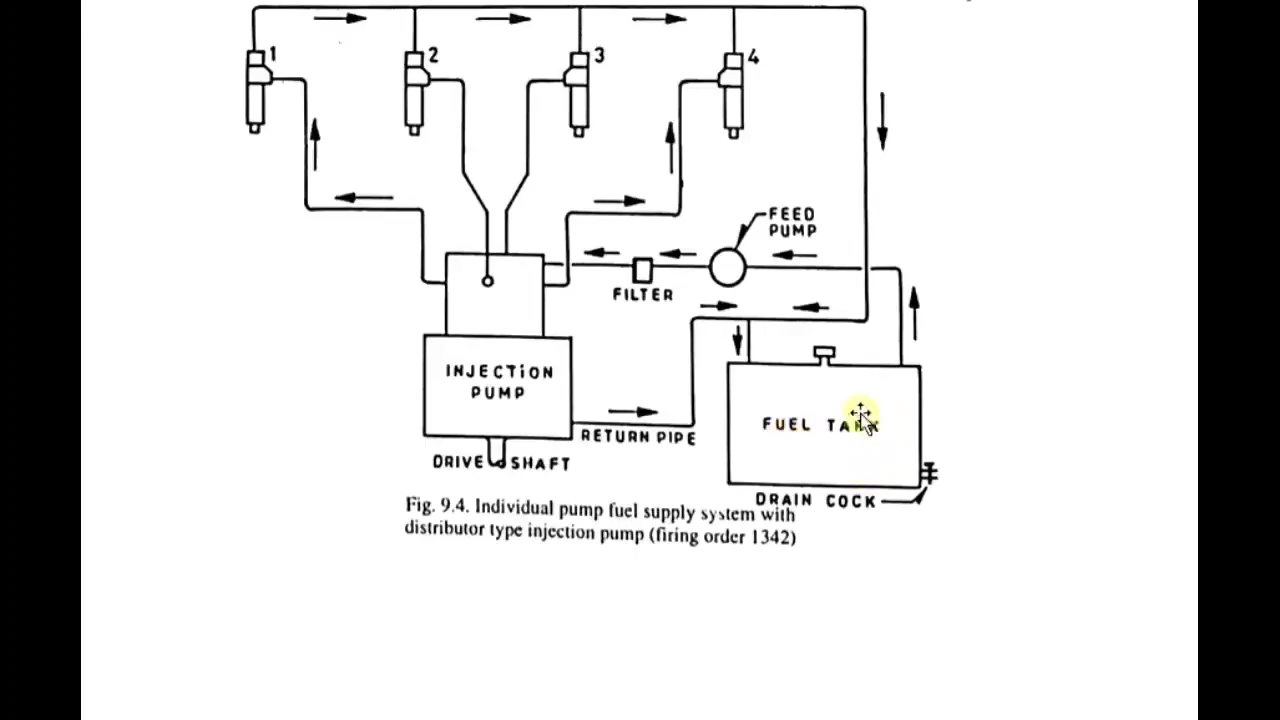 1 2 3 4
FEED
PUMP
FILTER
INJECTION
PUMP
FUEL TANK
RETURN PIPE
DRIVE SHAFT
DRAIN COCK
Fig. 9.4. Individual pump fuel supply system with
distributor type injection pump (firing order 1342)